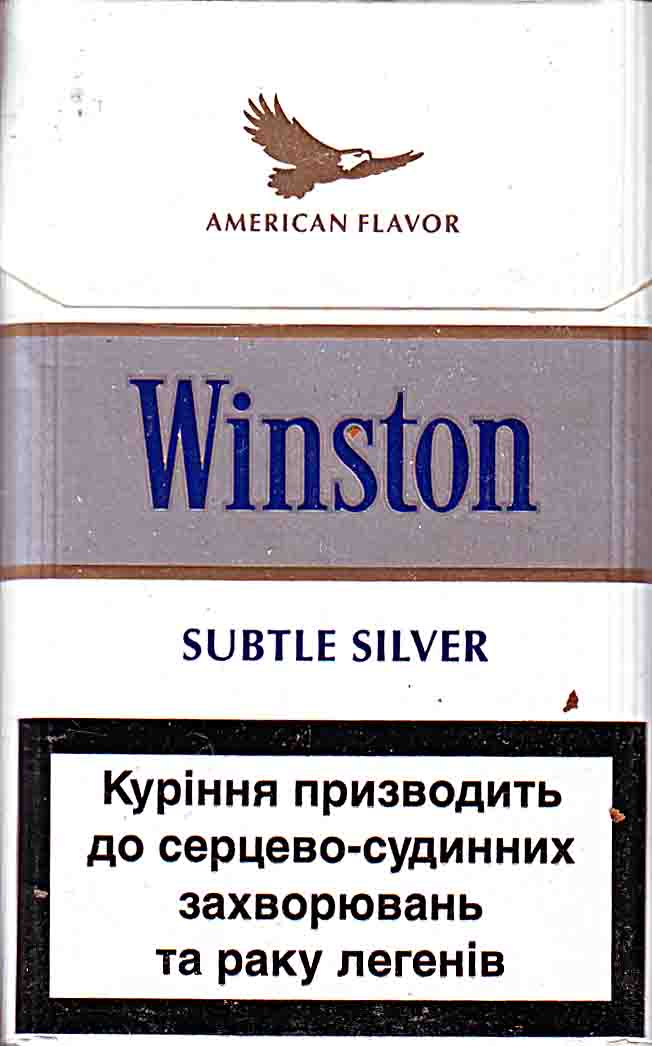 AMERICAN FLAVOR
Winston
SUBTLE SILVER
Куріння призводить
до серцево-судинних
захворювань
та раку легенів